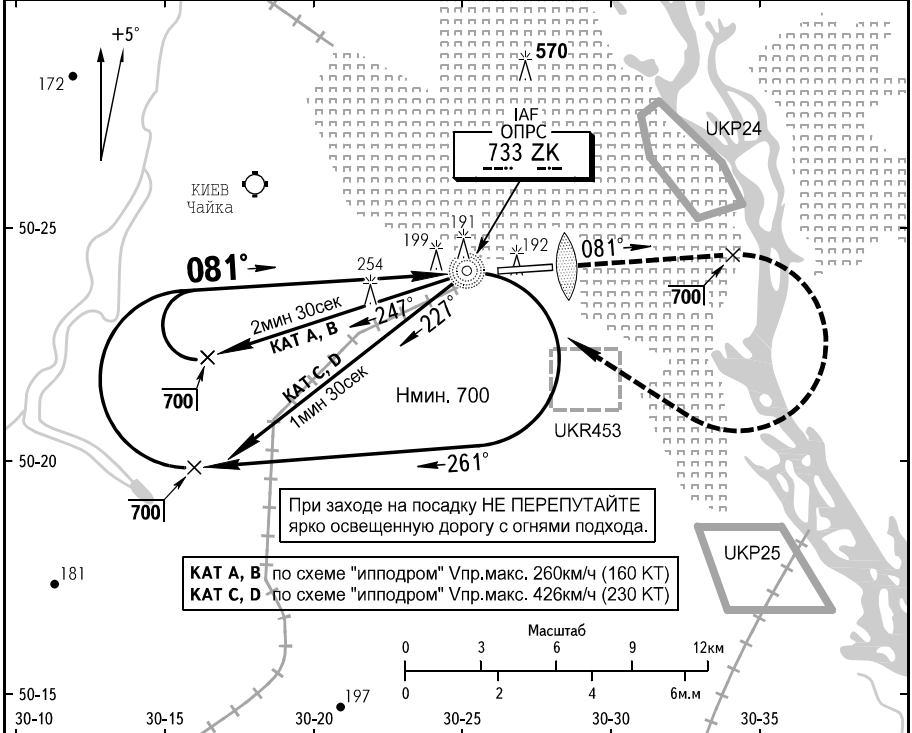 +5°
172
570
IAF
ОПРС
733 ZK
UKP24
КИЕВ
Чайка
50-25
191
199
192
081°
081°
254
700
2мин 30сек
КАТ A, B
247°
227°
КАТ C, D
1мин 30сек
700
Нмин. 700
UKR453
50-20
261°
700
При заходе на посадку НЕ ПЕРЕПУТАЙТЕ
ярко освещенную дорогу с огнями подхода.
UKP25
181
КАТ A, B по схеме "ипподром" Vпр.макс. 260км/ч (160 КТ)
КАТ C, D по схеме "ипподром" Vпр.макс. 426км/ч (230 КТ)
Масштаб
0 3 6 9 12км
0 2 4 6м.м
50-15
197
30-10 30-15 30-20 30-25 30-30 30-35